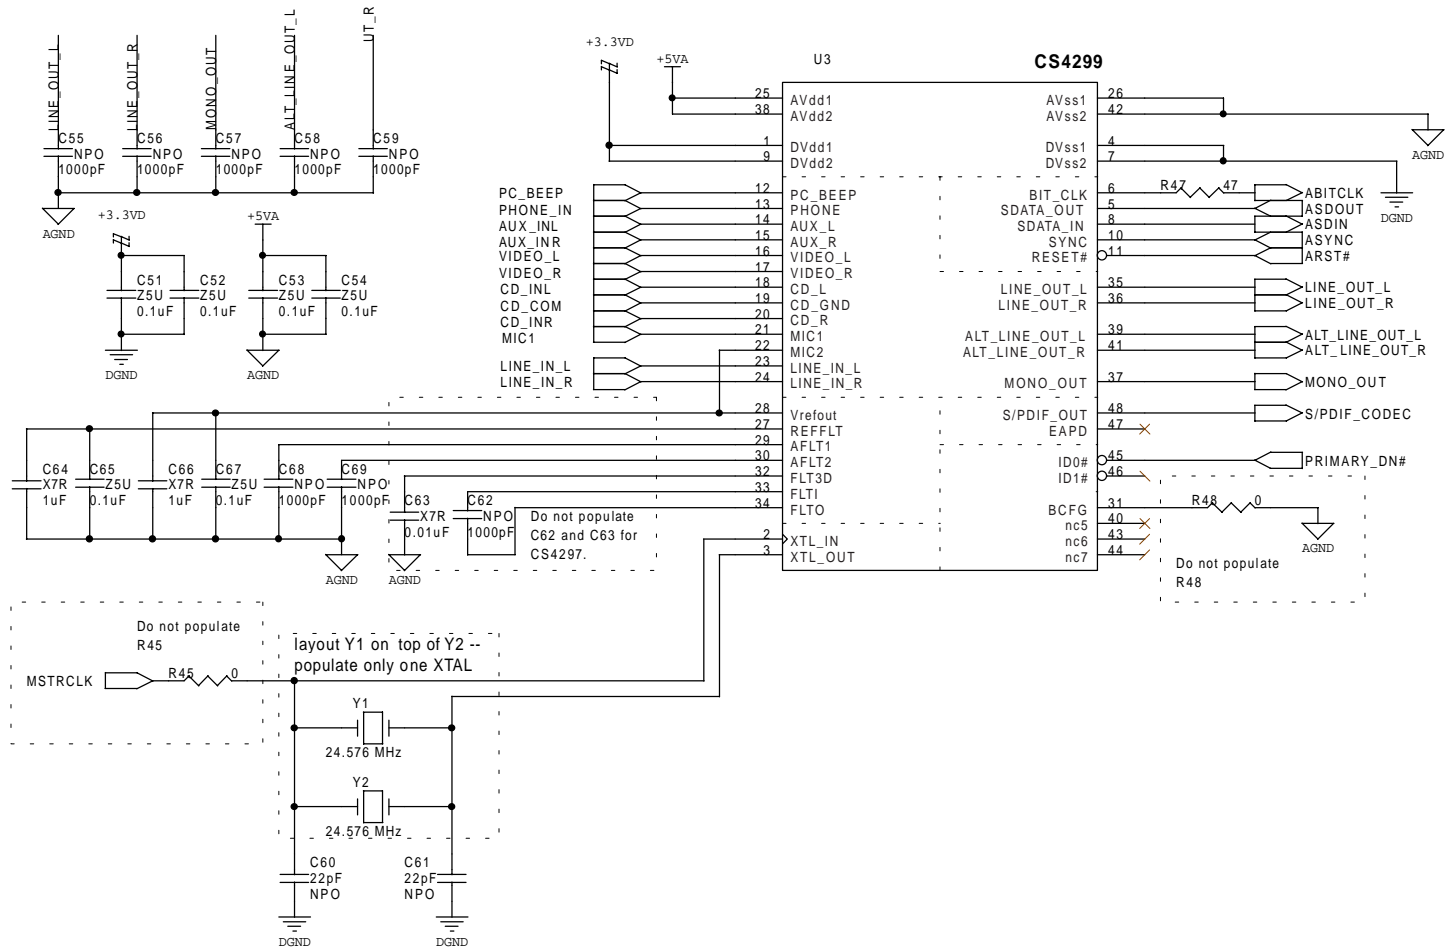 LINE_OUT_L
LINE_OUT_R
MONO_OUT
ALT_LINE_OUT_L
UT_R
C55
NPO
1000pF
C56
NPO
1000pF
C57
NPO
1000pF
C58
NPO
1000pF
C59
NPO
1000pF
AGND
+3.3VD
+5VA
C51
Z5U
0.1uF
C52
Z5U
0.1uF
C53
Z5U
0.1uF
C54
Z5U
0.1uF
DGND
AGND
+3.3VD
+5VA
U3
CS4299
25 AVdd1
38 AVdd2
1 DVdd1
9 DVdd2
PC_BEEP 12 PC_BEEP
PHONE_IN 13 PHONE
AUX_INL 14 AUX_L
AUX_INR 15 AUX_R
VIDEO_L 16 VIDEO_L
VIDEO_R 17 VIDEO_R
CD_INL 18 CD_L
CD_COM 19 CD_GND
CD_INR 20 CD_R
MIC1 21 MIC1
22 MIC2
LINE_IN_L 23 LINE_IN_L
LINE_IN_R 24 LINE_IN_R
28 Vrefout
27 REFFLT
29 AFLT1
30 AFLT2
32 FLT3D
33 FLTI
34 FLTO
2 XTL_IN
3 XTL_OUT
AVss1 26
AVss2 42
AGND
DVss1 4
DVss2 7
DGND
BIT_CLK 6 R47 47 ABITCLK
SDATA_OUT 5 ASDOUT
SDATA_IN 8 ASDIN
SYNC 10 ASYNC
RESET# 11 ARST#
LINE_OUT_L 35 LINE_OUT_L
LINE_OUT_R 36 LINE_OUT_R
ALT_LINE_OUT_L 39 ALT_LINE_OUT_L
ALT_LINE_OUT_R 41 ALT_LINE_OUT_R
MONO_OUT 37 MONO_OUT
S/PDIF_OUT 48 S/PDIF_CODEC
EAPD 47
ID0# 45 PRIMARY_DN#
ID1# 46
BCFG 31 R48 0
nc5 40
nc6 43
nc7 44
AGND
Do not populate
R48
C64
X7R
1uF
C65
Z5U
0.1uF
C66
X7R
1uF
C67
Z5U
0.1uF
C68
NPO
1000pF
C69
NPO
1000pF
AGND
C63
X7R
0.01uF
AGND
C62
NPO
1000pF
Do not populate
C62 and C63 for
CS4297.
Do not populate
R45
MSTRCLK R45 0
layout Y1 on top of Y2 --
populate only one XTAL
Y1
24.576 MHz
Y2
24.576 MHz
C60
22pF
NPO
C61
22pF
NPO
DGND
DGND